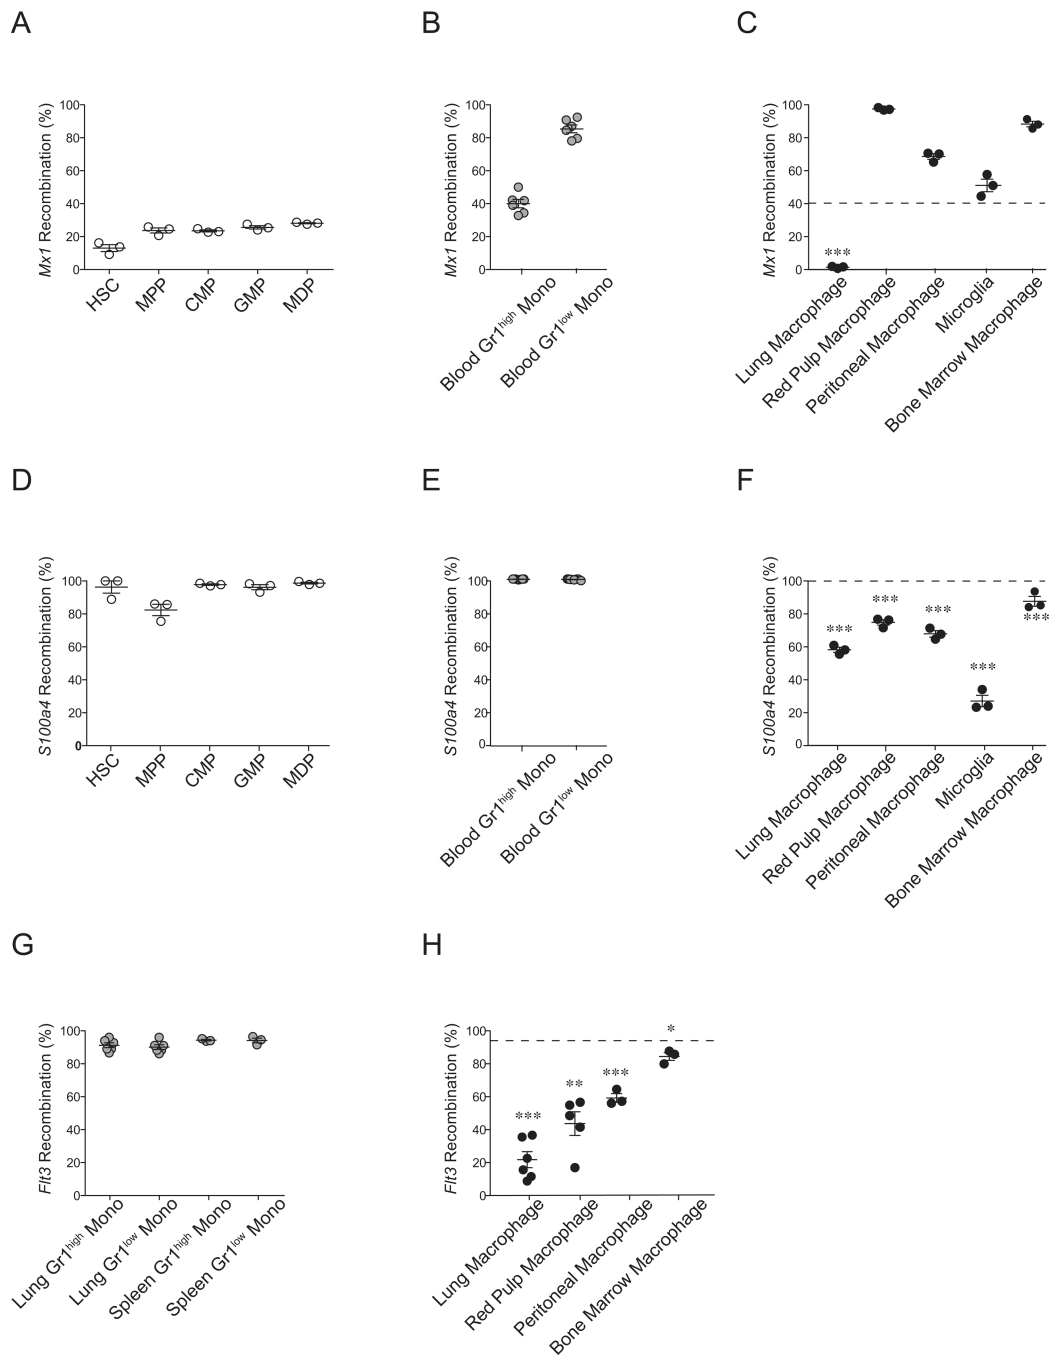 A
Mx1 Recombination (%)
100
80
60
40
20
0
HSC
MPP
CMP
GMP
MDP
B
Mx1 Recombination (%)
100
80
60
40
20
0
Blood Gr1high Mono
Blood Gr1low Mono
C
Mx1 Recombination (%)
100
80
60
40
20
0
***
Lung Macrophage
Red Pulp Macrophage
Peritoneal Macrophage
Microglia
Bone Marrow Macrophage
D
S100a4 Recombination (%)
100
80
60
40
20
0
HSC
MPP
CMP
GMP
MDP
E
S100a4 Recombination (%)
100
80
60
40
20
0
Blood Gr1high Mono
Blood Gr1low Mono
F
S100a4 Recombination (%)
100
80
60
40
20
0
***
***
***
***
***
Lung Macrophage
Red Pulp Macrophage
Peritoneal Macrophage
Microglia
Bone Marrow Macrophage
G
Flt3 Recombination (%)
100
80
60
40
20
0
Lung Gr1high Mono
Lung Gr1low Mono
Spleen Gr1high Mono
Spleen Gr1low Mono
H
Flt3 Recombination (%)
100
80
60
40
20
0
***
**
***
*
Lung Macrophage
Red Pulp Macrophage
Peritoneal Macrophage
Bone Marrow Macrophage